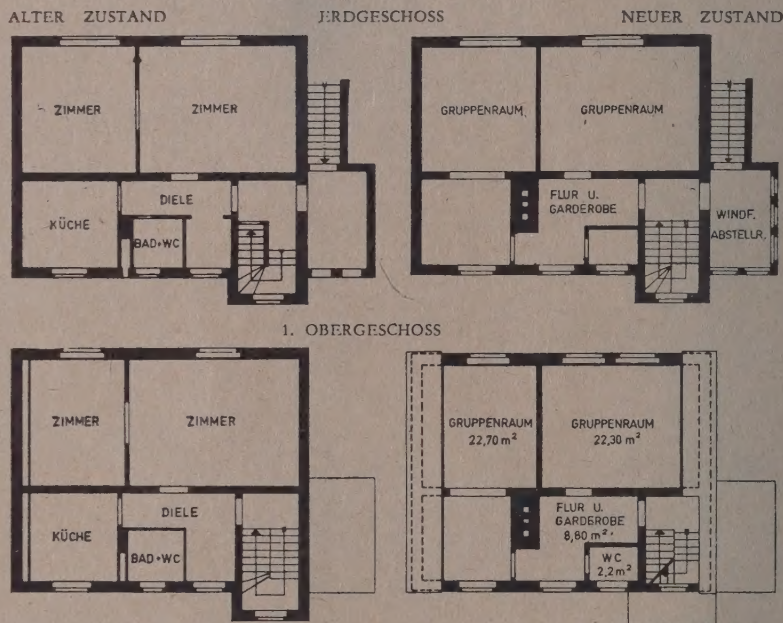 ALTER ZUSTAND
ERDGESCHOSS
NEUER ZUSTAND
ZIMMER
ZIMMER
KÜCHE
DIELE
BAD+WC
GRUPPENRAUM
GRUPPENRAUM
FLUR U.
GARDEROBE
WINDF.
ABSTELLR.
1. OBERGESCHOSS
ZIMMER
ZIMMER
KÜCHE
DIELE
BAD+WC
GRUPPENRAUM
22,70 m²
GRUPPENRAUM
22,30 m²
FLUR U.
GARDEROBE
8,80 m²
WC
2,2 m²